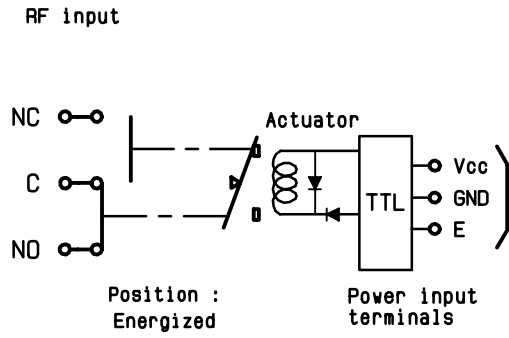 RF input
NC
Actuator
Vcc
C
TTL
GND
E
NO
Position :
Energized
Power input
terminals